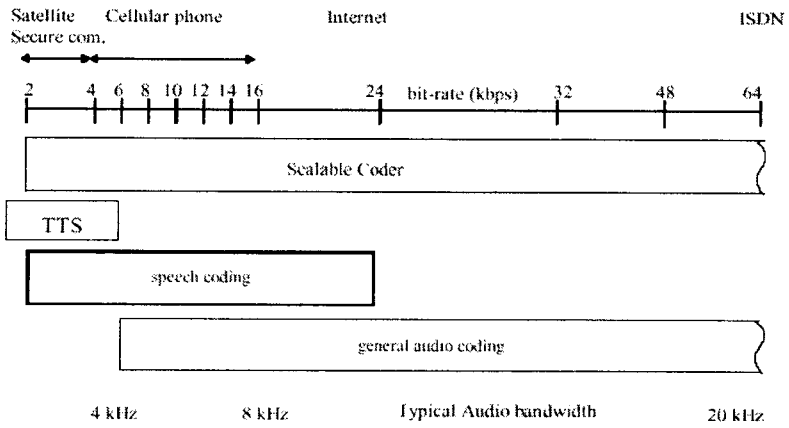 Satellite Cellular phone Internet ISDN
Secure com.
2 4 6 8 10 12 14 16 24 bit-rate (kbps) 32 48 64
Scalable Coder
TTS
speech coding
general audio coding
4 kHz 8 kHz Typical Audio bandwidth 20 kHz